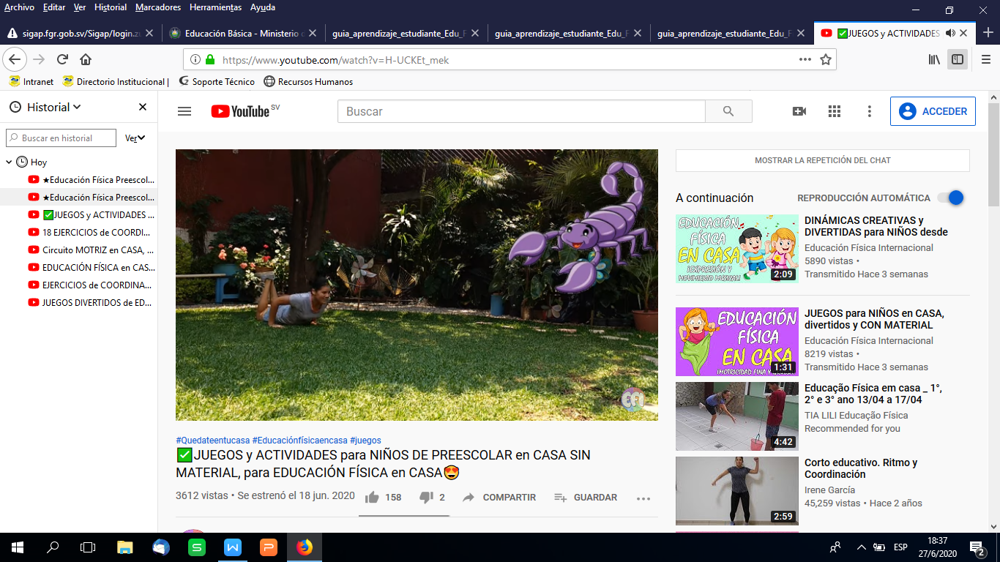 Archivo Editar Ver Historial Marcadores Herramientas Ayuda
sigap.fgr.gob.sv/Sigap/login.z
Educación Básica - Ministerio d
guia_aprendizaje_estudiante_Edu_F
guia_aprendizaje_estudiante_Edu_F
guia_aprendizaje_estudiante_Edu_F
✅JUEGOS y ACTIVIDADES
https://www.youtube.com/watch?v=H-UCKEt_mek
Intranet Directorio Institucional | Soporte Técnico Recursos Humanos
Historial
Buscar en historial
Ver
Hoy
★Educación Física Preescol...
★Educación Física Preescol...
✅JUEGOS y ACTIVIDADES ...
18 EJERCICIOS de COORDI...
Circuito MOTRIZ en CASA, ...
EDUCACIÓN FÍSICA en CAS...
EJERCICIOS de COORDINA...
JUEGOS DIVERTIDOS de ED...
YouTube SV
Buscar
ACCEDER
EFI
#Quedateentucasa #Educaciónfísicaencasa #juegos
✅JUEGOS y ACTIVIDADES para NIÑOS DE PREESCOLAR en CASA SIN
MATERIAL, para EDUCACIÓN FÍSICA en CASA😍
3612 vistas • Se estrenó el 18 jun. 2020
158 2 COMPARTIR GUARDAR
MOSTRAR LA REPETICIÓN DEL CHAT
A continuación
REPRODUCCIÓN AUTOMÁTICA
EDUCACIÓN
FÍSICA
EN CASA
(EXPRESIÓN Y
MOVIMIENTO MUSICAL)
2:09
DINÁMICAS CREATIVAS y
DIVERTIDAS para NIÑOS desde
Educación Física Internacional
5890 vistas •
Transmitido Hace 3 semanas
EDUCACIÓN
FÍSICA
EN CASA
1:31
JUEGOS para NIÑOS en CASA,
divertidos y CON MATERIAL
Educación Física Internacional
8219 vistas •
Transmitido Hace 3 semanas
4:42
Educação Física em casa _ 1°,
2° e 3° ano 13/04 a 17/04
TIA LILI Educação Física
Recommended for you
2:59
Corto educativo. Ritmo y
Coordinación
Irene García
45,259 vistas • Hace 2 años
ESP
18:37
27/6/2020
2